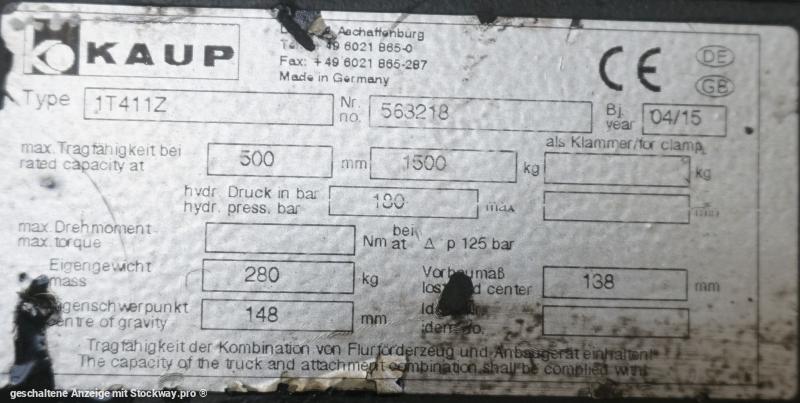 KAUP
Aschaffenburg
49 6021 865-0
Fax: +49 6021 865-287
Made in Germany
CE
DE
GB
Type 1T411Z
Nr. no. 563218
Bj. year 04/15
max. Tragfähigkeit bei
rated capacity at
500 mm 1500 kg
als Klammer/for clamp
kg
hydr. Druck in bar
hydr. press. bar
max
max. Drehmoment
max. torque
Nm bei at Δ p 125 bar
Eigengewicht
mass
280 kg
Vorbaumaß
center
138 mm
genschwerpunkt
entre of gravity
148 mm
Tragfähigkeit der Kombination von Flurförderzeug und Anbaugerät einhalten!
The capacity of the truck and attachment combination shall be complied with
geschaltene Anzeige mit Stockway.pro ®